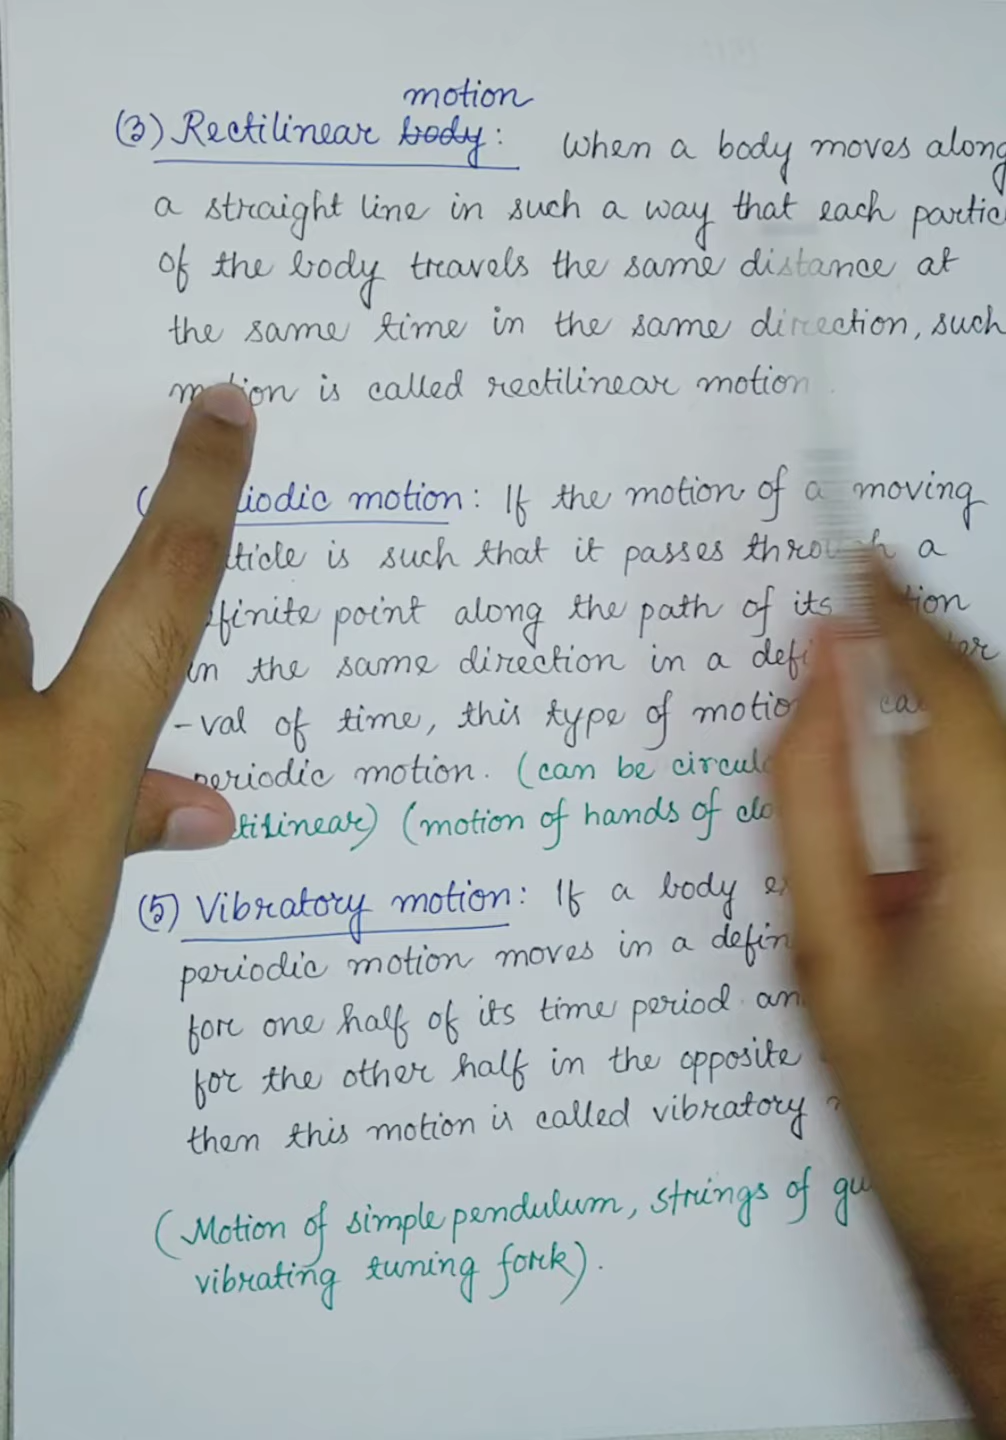 motion
(3) Rectilinear body: When a body moves along
a straight line in such a way that each partic
of the body travels the same distance at
the same time in the same direction, such
motion is called rectilinear motion.
iodic motion: If the motion of a moving
ticle is such that it passes through a
finite point along the path of its tion
in the same direction in a defi
-val of time, this type of motio
periodic motion. (can be circul
tilinear) (motion of hands of clo
(5) Vibratory motion: If a body
periodic motion moves in a defin
for one half of its time period an
for the other half in the opposite
then this motion is called vibratory
(Motion of simple pendulum, strings of gu
vibrating tuning fork).